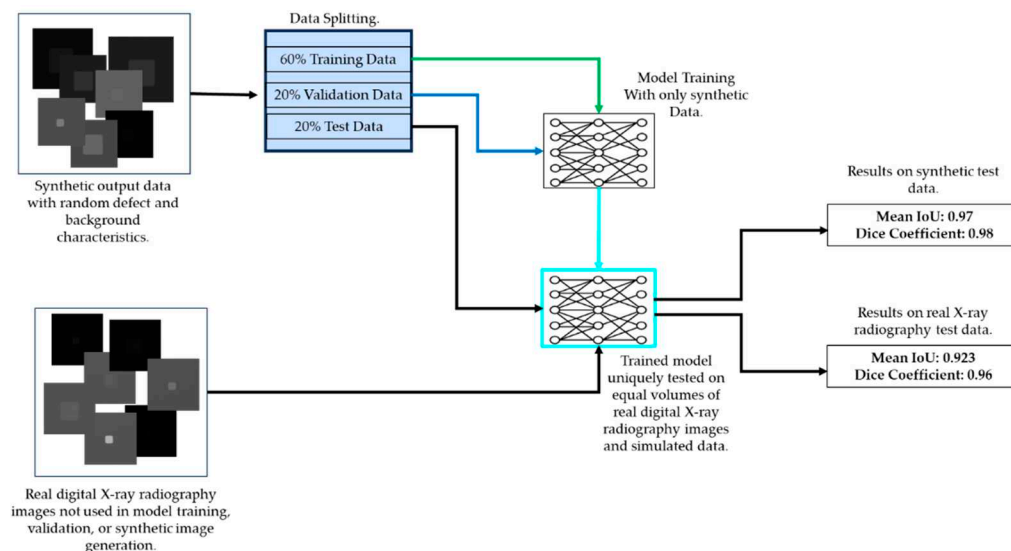 Data Splitting.
60% Training Data
20% Validation Data
20% Test Data
Model Training
With only synthetic
Data.
Synthetic output data
with random defect and
background
characteristics.
Results on synthetic test
data.
Mean IoU: 0.97
Dice Coefficient: 0.98
Results on real X-ray
radiography test data.
Mean IoU: 0.923
Dice Coefficient: 0.96
Trained model
uniquely tested on
equal volumes of
real digital X-ray
radiography images
and simulated data.
Real digital X-ray radiography
images not used in model training,
validation, or synthetic image
generation.